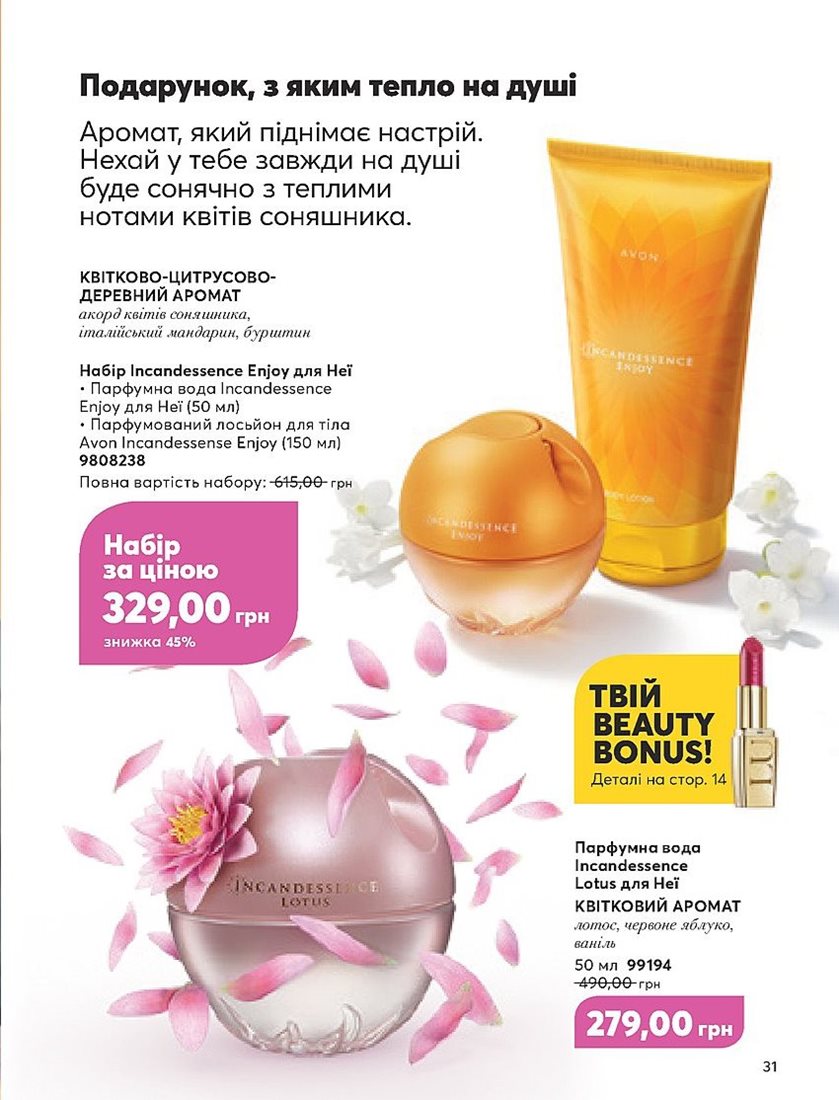 Подарунок, з яким тепло на душі
Аромат, який піднімає настрій.
Нехай у тебе завжди на душі
буде сонячно з теплими
нотами квітів соняшника.
КВІТКОВО-ЦИТРУСОВО-
ДЕРЕВНИЙ АРОМАТ
акорд квітів соняшника,
італійський мандарин, бурштин
Набір Incandessence Enjoy для Неї
• Парфумна вода Incandessence
Enjoy для Неї (50 мл)
• Парфумований лосьйон для тіла
Avon Incandessense Enjoy (150 мл)
9808238
Повна вартість набору: 615,00 грн
Набір
за ціною
329,00 грн
знижка 45%
AVON
INCANDESSENCE
ENJOY
BODY LOTION
INCANDESSENCE
ENJOY
ТВІЙ
BEAUTY
BONUS!
Деталі на стор. 14
LU
INCANDESSENCE
LOTUS
Парфумна вода
Incandessence
Lotus для Неї
КВІТКОВИЙ АРОМАТ
лотос, червоне яблуко,
ваніль
50 мл 99194
490,00 грн
279,00 грн
31